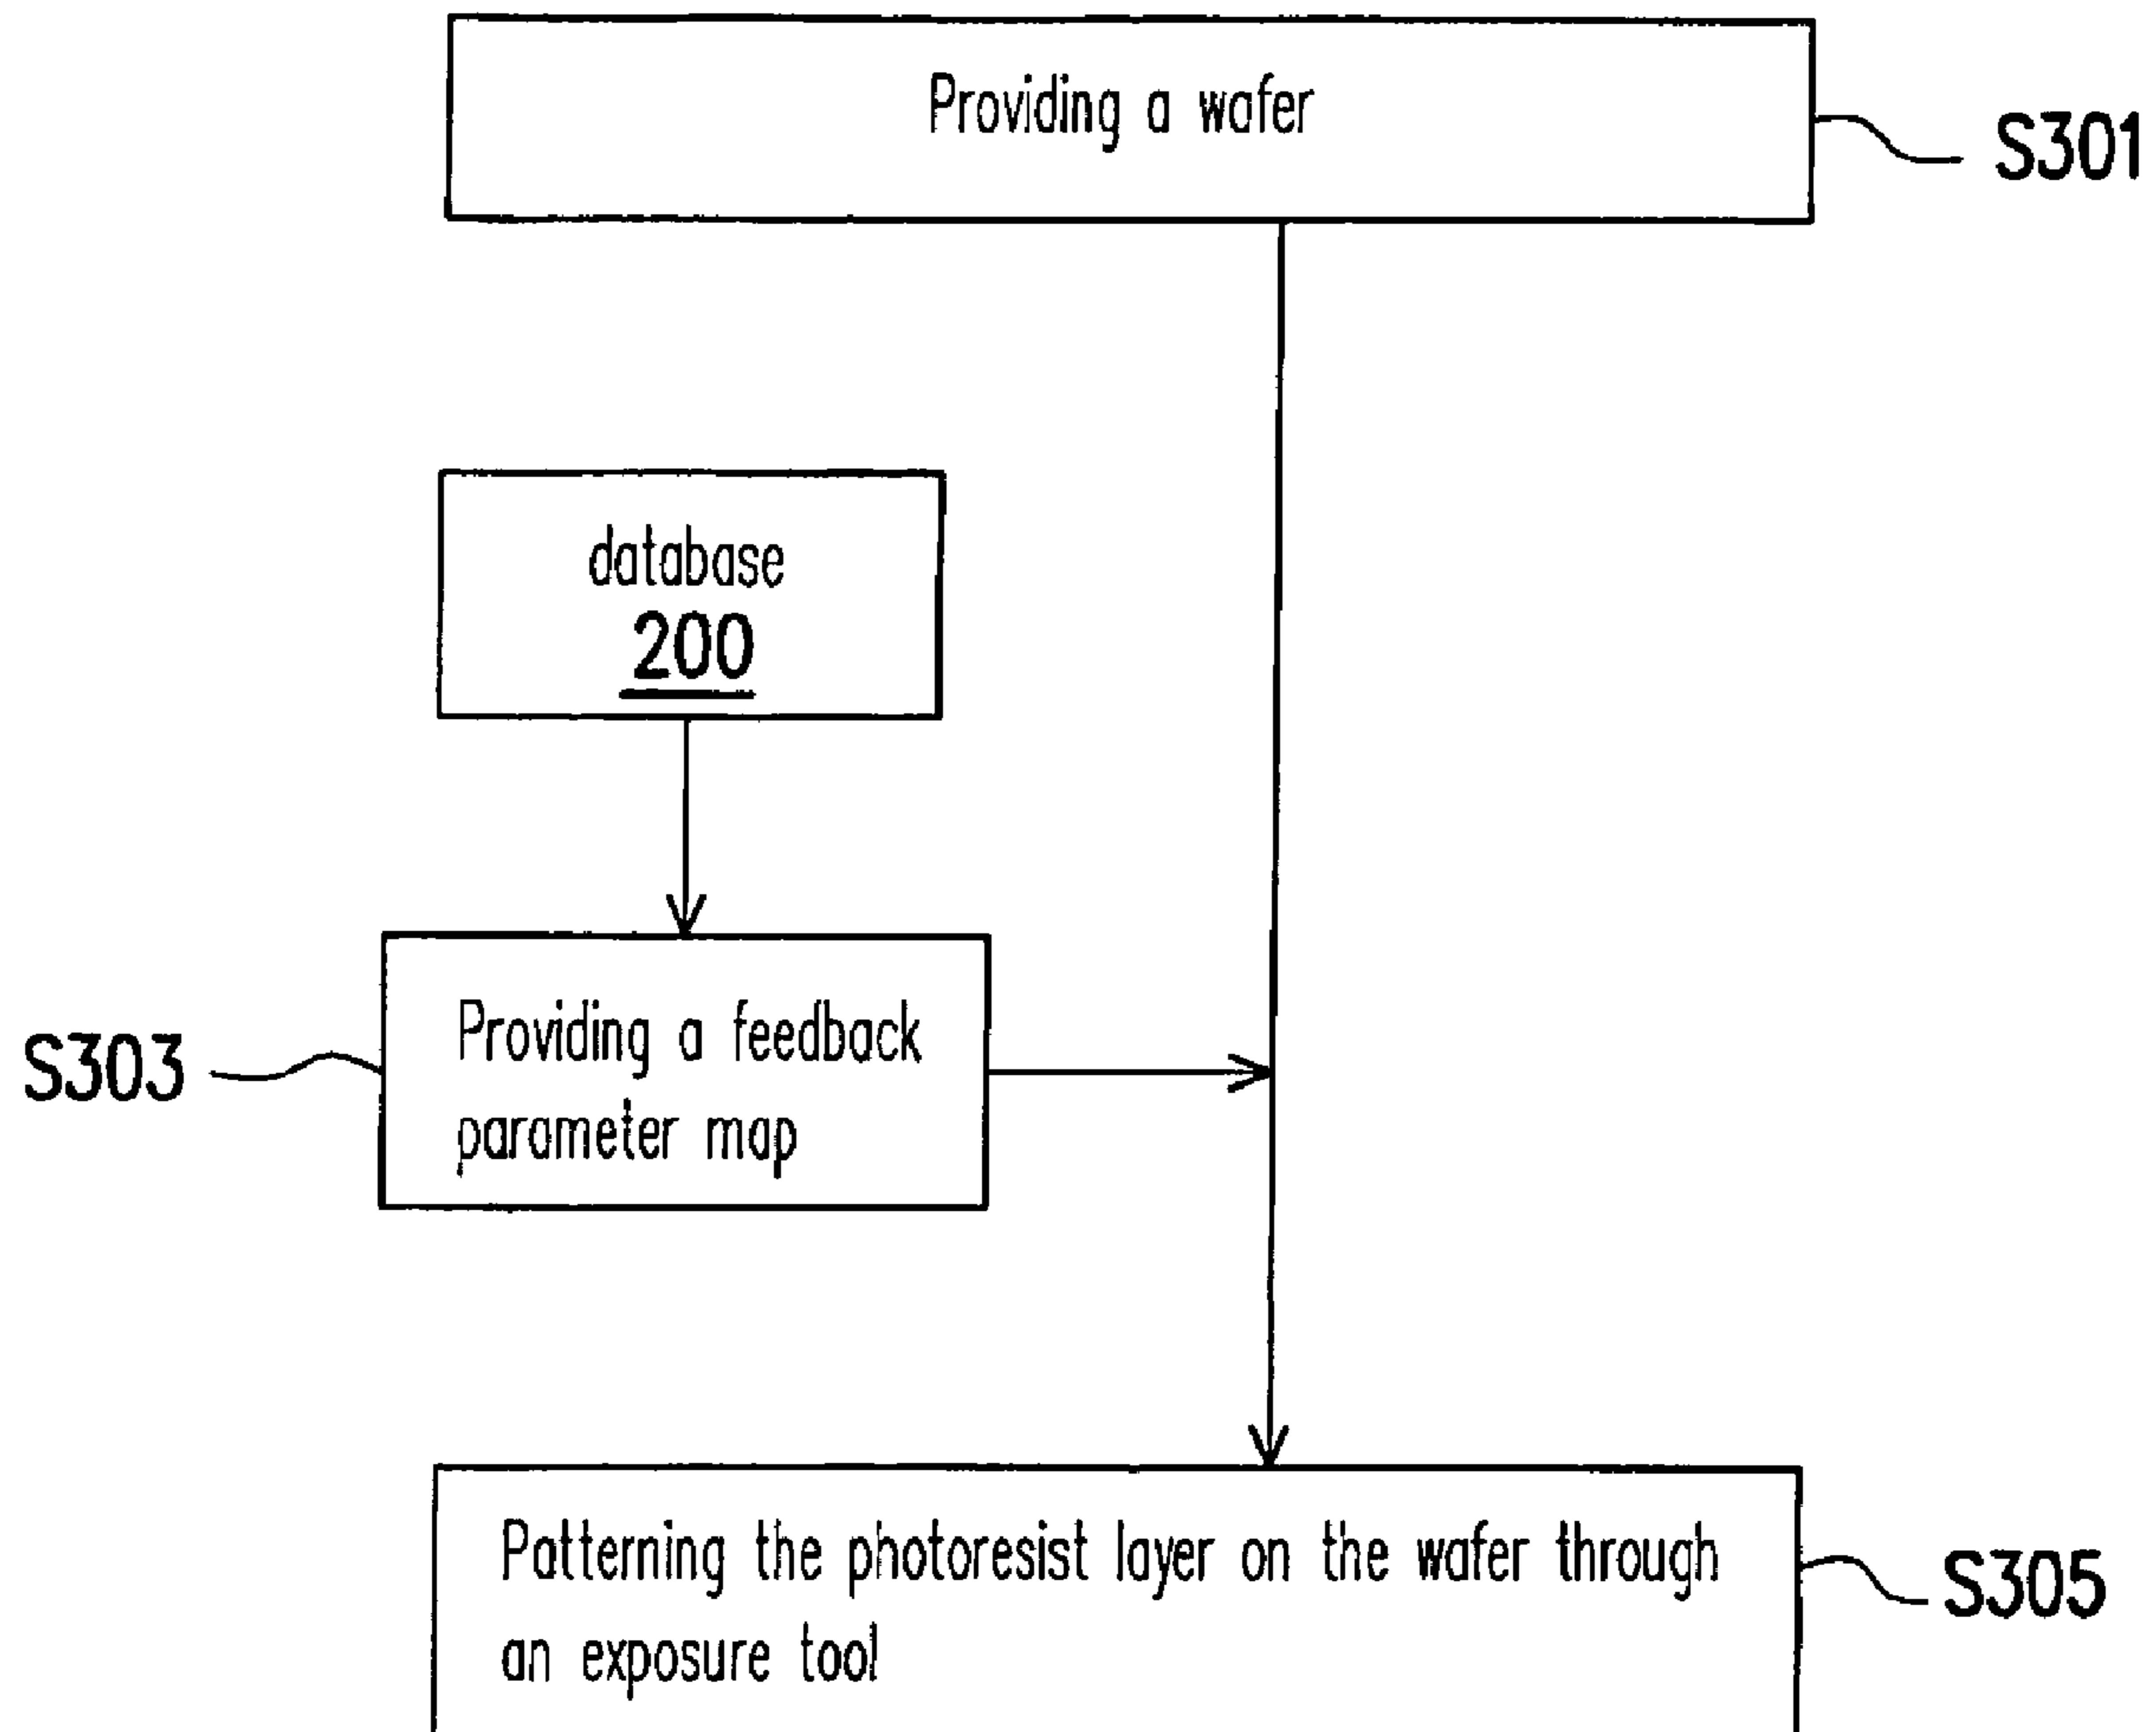 Providing a wafer
S301
database
200
S303
Providing a feedback
parameter map
Patterning the photoresist layer on the wafer through
an exposure tool
S305